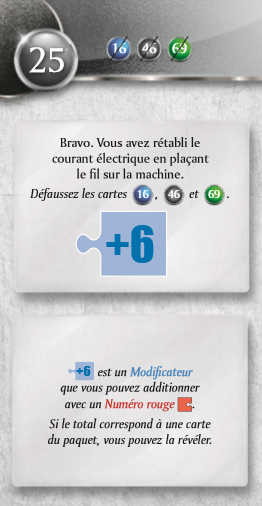 25 16 46 69
Bravo. Vous avez rétabli le
courant électrique en plaçant
le fil sur la machine.
Défaussez les cartes 16 , 46 et 69 .
+6
+6 est un Modificateur
que vous pouvez additionner
avec un Numéro rouge .
Si le total correspond à une carte
du paquet, vous pouvez la révéler.